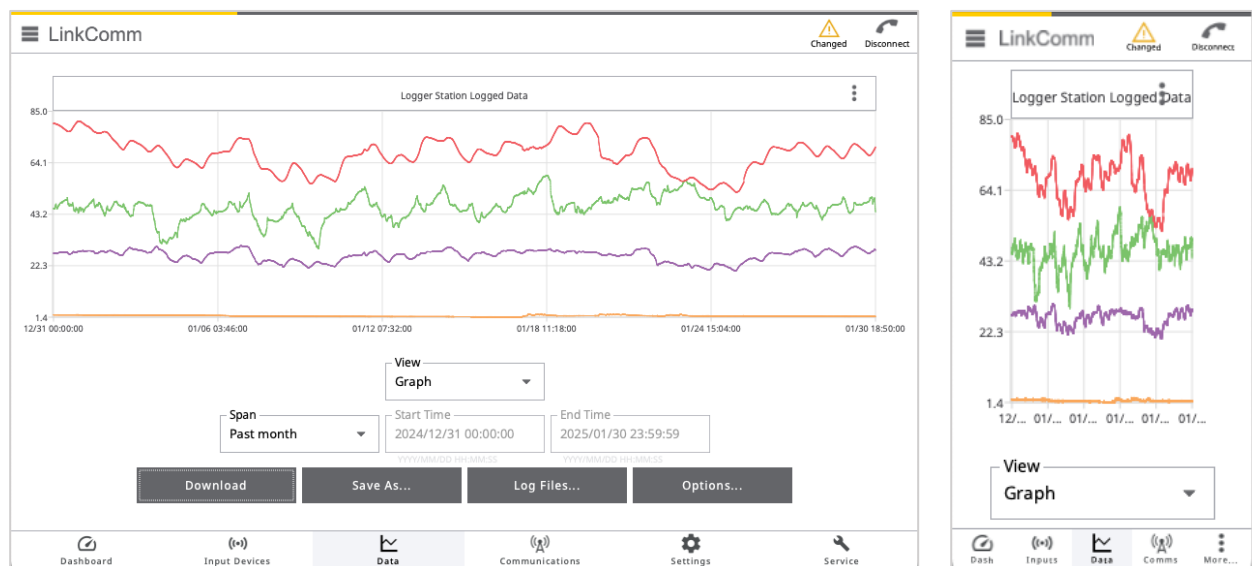 LinkComm
Changed
Disconnect
Logger Station Logged Data
85.0
64.1
43.2
22.3
1.4
12/31 00:00:00
01/06 03:46:00
01/12 07:32:00
01/18 11:18:00
01/24 15:04:00
01/30 18:50:00
View
Graph
Span
Past month
Start Time
2024/12/31 00:00:00
YYYY/MM/DD HH:MM:SS
End Time
2025/01/30 23:59:59
YYYY/MM/DD HH:MM:SS
Download
Save As...
Log Files...
Options...
Dashboard
Input Devices
Data
Communications
Settings
Service
LinkComm
Changed
Disconnect
Logger Station Logged Data
85.0
64.1
43.2
22.3
1.4
12/...
01/...
01/...
01/...
01/...
01/...
View
Graph
Dash
Inputs
Data
Comms
More...